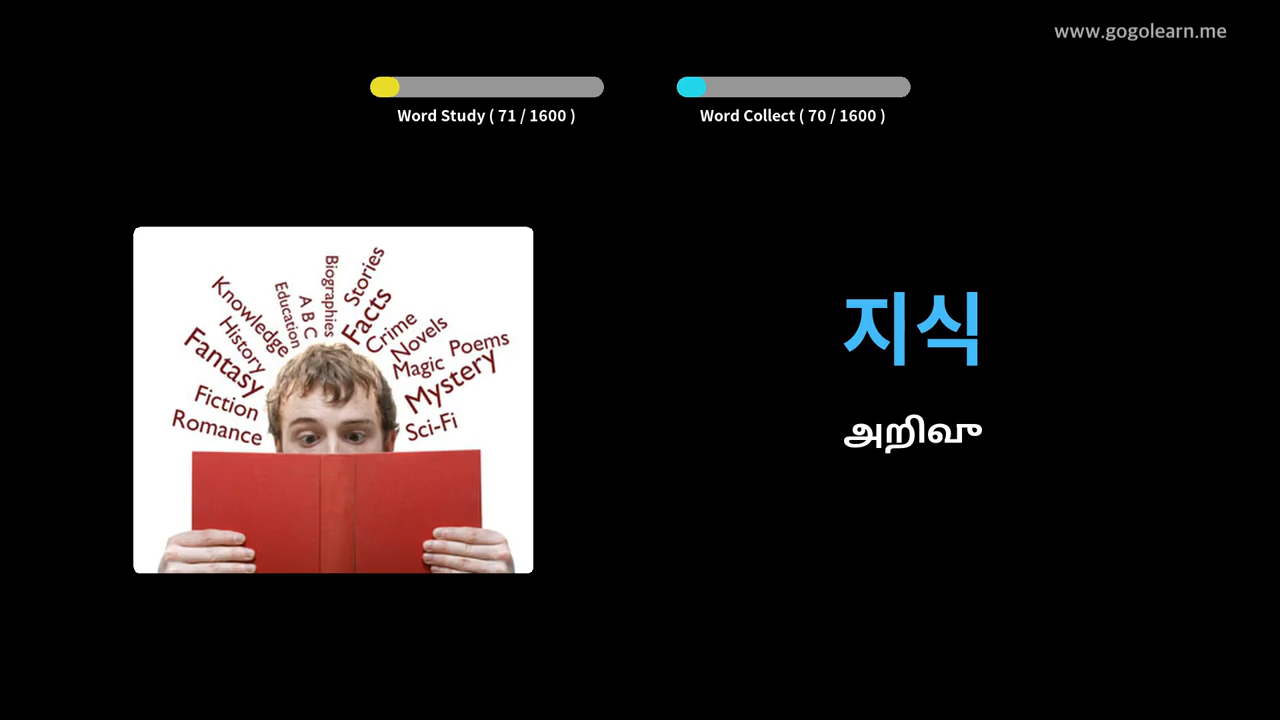 www.gogolearn.me
Word Study ( 71 / 1600 )
Word Collect ( 70 / 1600 )
Knowledge
History
Fantasy
Fiction
Romance
Education
A B C
Biographies
Stories
Facts
Crime
Novels
Magic
Poems
Mystery
Sci-Fi
지식
அறிவு